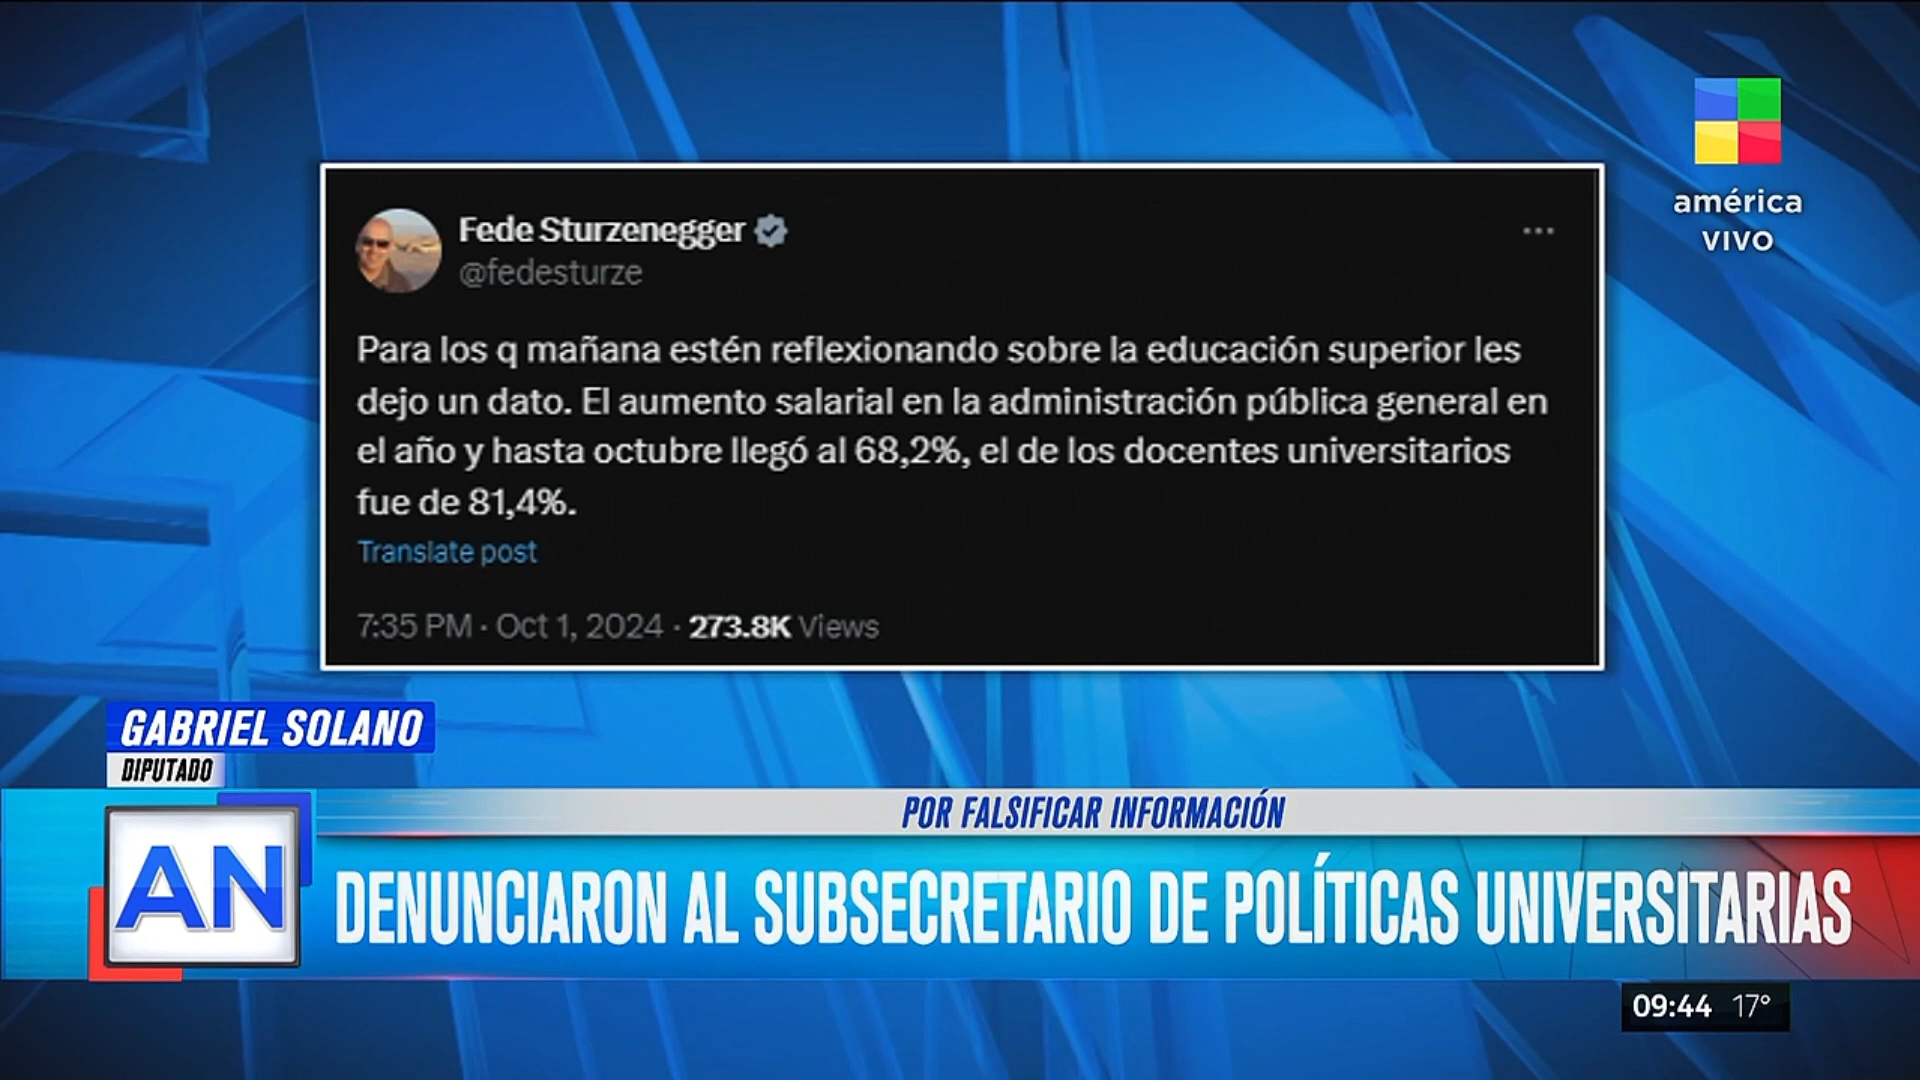 américa
VIVO
Fede Sturzenegger
@fedesturze
Para los q mañana estén reflexionando sobre la educación superior les
dejo un dato. El aumento salarial en la administración pública general en
el año y hasta octubre llegó al 68,2%, el de los docentes universitarios
fue de 81,4%.
Translate post
7:35 PM · Oct 1, 2024 · 273.8K Views
GABRIEL SOLANO
DIPUTADO
POR FALSIFICAR INFORMACIÓN
AN
DENUNCIARON AL SUBSECRETARIO DE POLÍTICAS UNIVERSITARIAS
09:44 17°